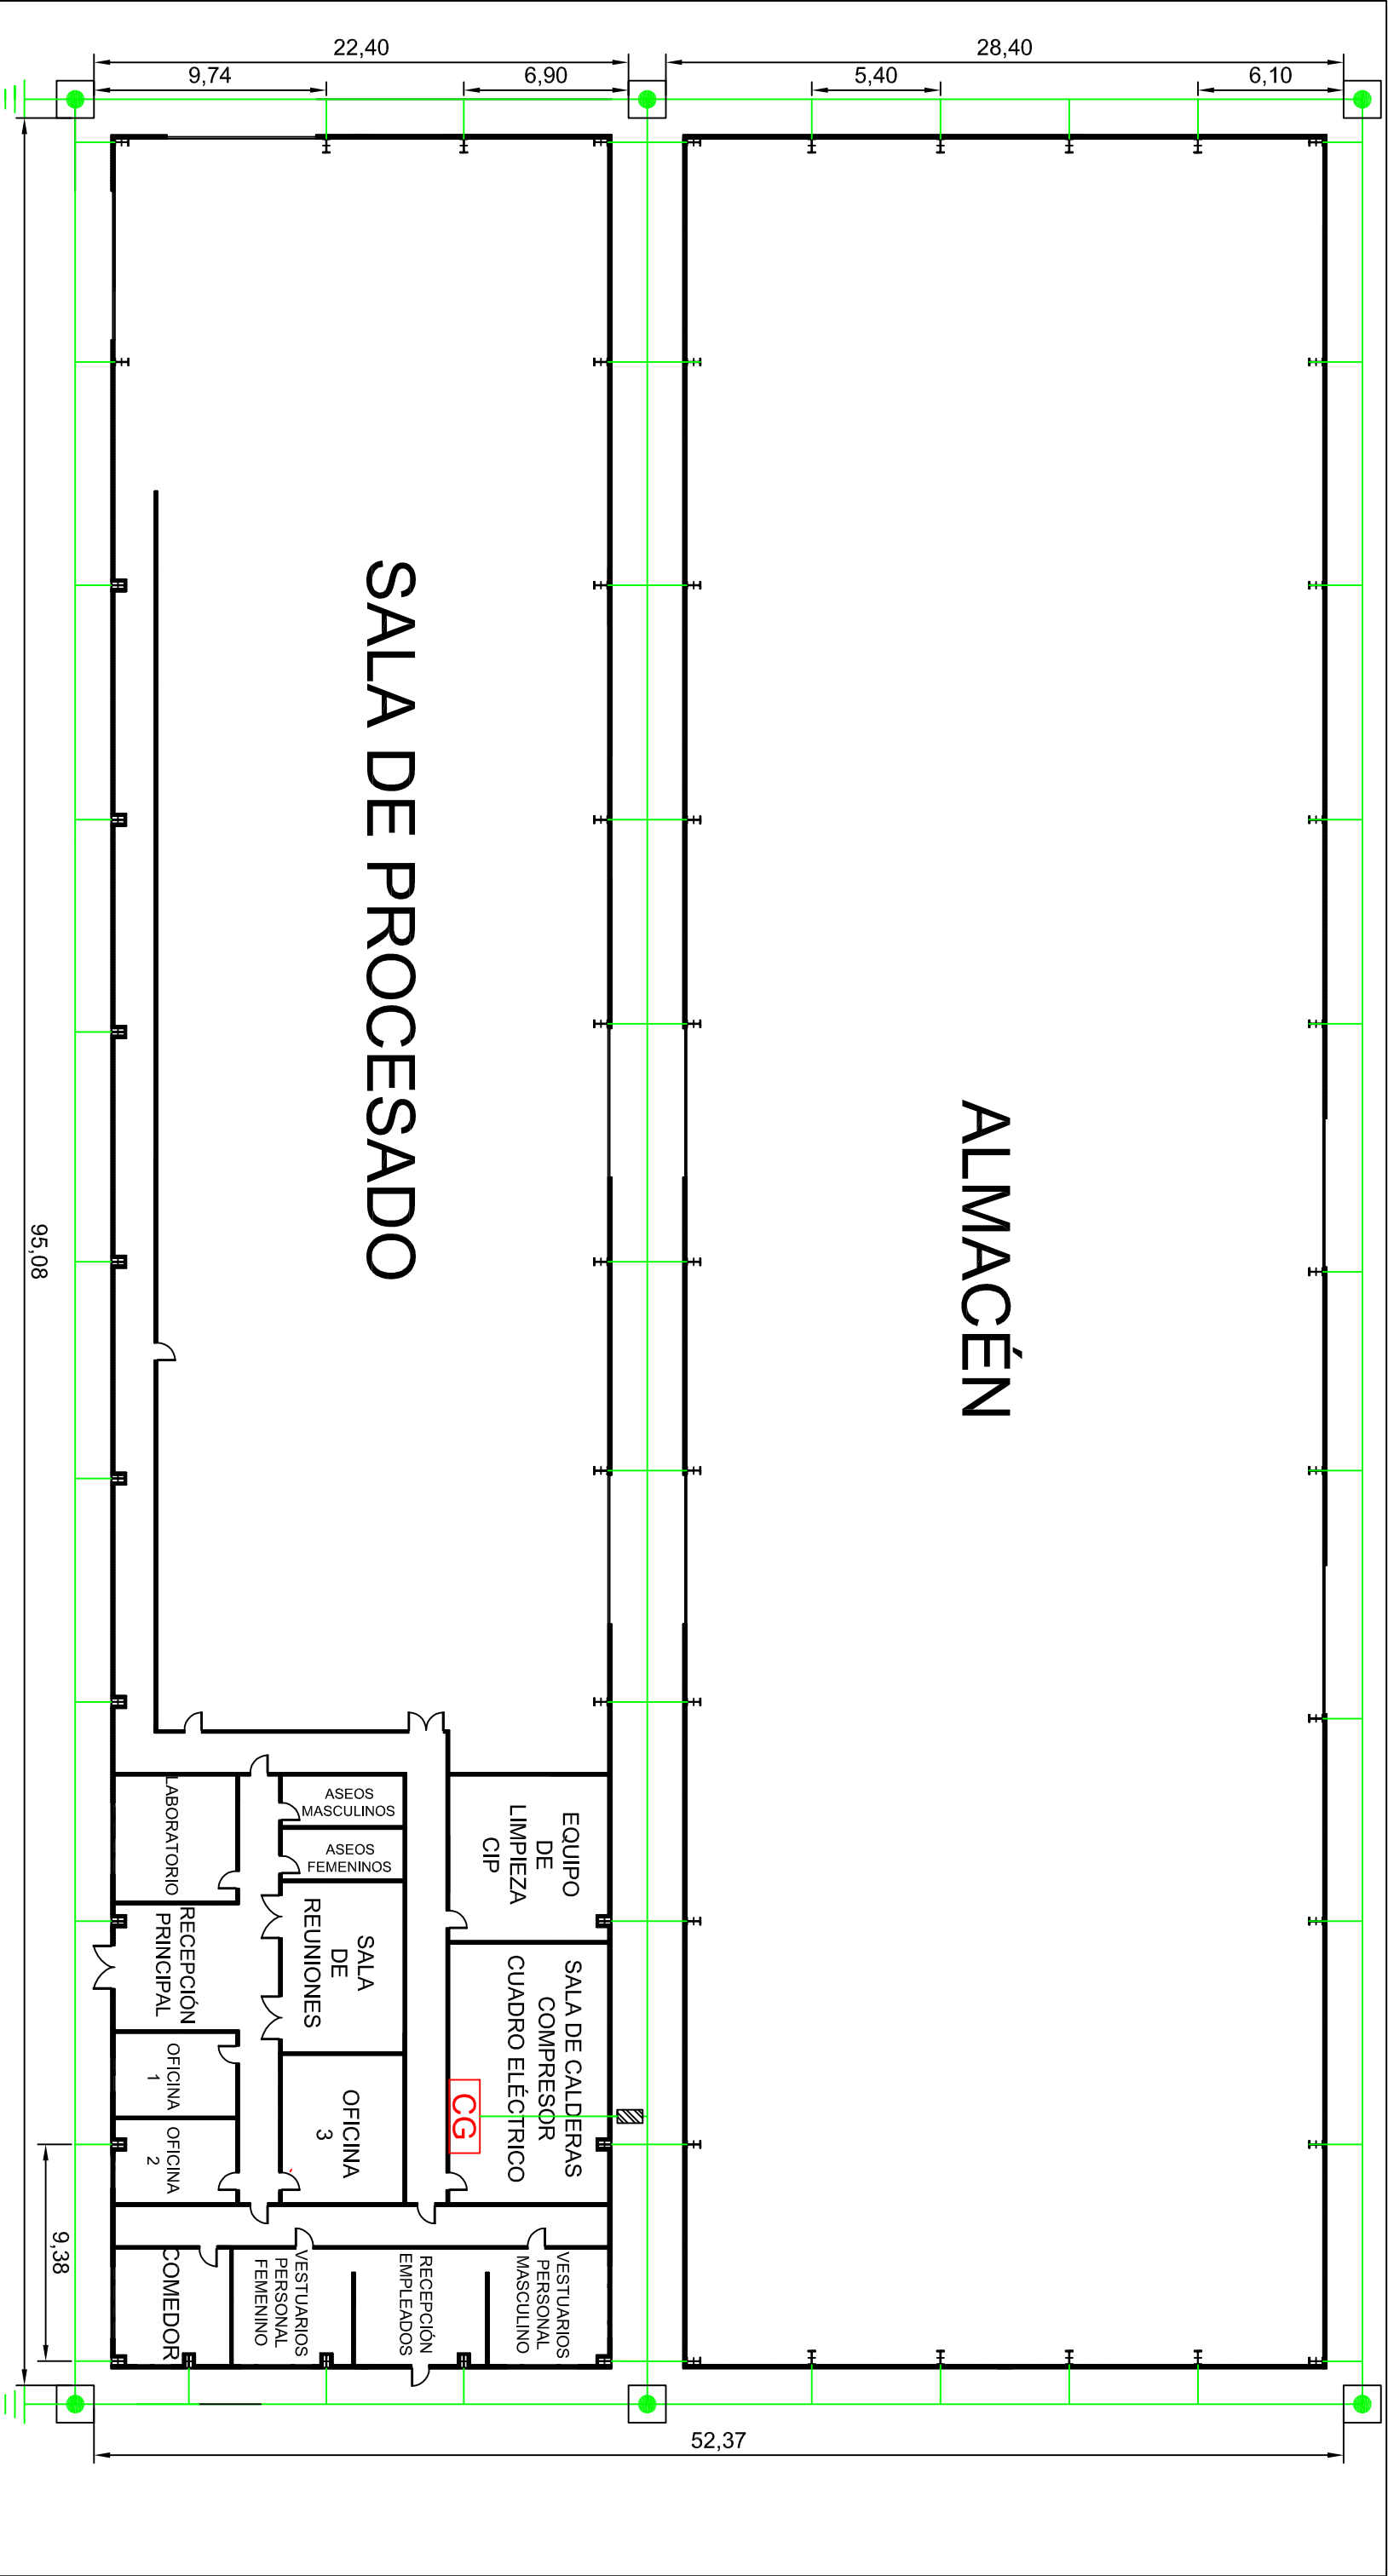 22,40
28,40
9,74
6,90
5,40
6,10
SALA DE PROCESADO
ALMACÉN
95,08
LABORATORIO
ASEOS
MASCULINOS
ASEOS
FEMENINOS
EQUIPO
DE
LIMPIEZA
CIP
RECEPCIÓN
PRINCIPAL
SALA
DE
REUNIONES
SALA DE CALDERAS
COMPRESOR
CUADRO ELÉCTRICO
OFICINA
1
OFICINA
2
OFICINA
3
CG
9,38
COMEDOR
VESTUARIOS
PERSONAL
FEMENINO
RECEPCIÓN
EMPLEADOS
VESTUARIOS
PERSONAL
MASCULINO
52,37